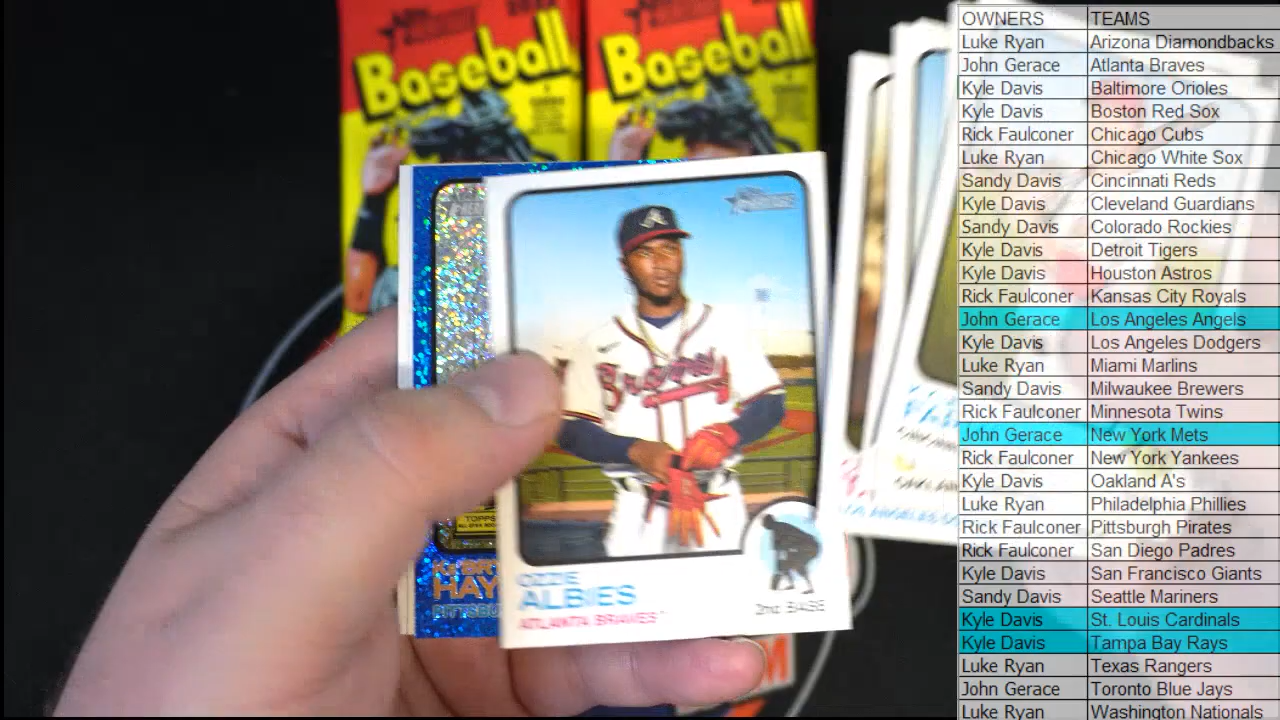 Baseball
Baseball
Braves
OZZIE
ALBIES
ATLANTA BRAVES
2nd BASE
TOPPS
HAY
PITTSBU
OWNERS TEAMS
Luke Ryan Arizona Diamondbacks
John Gerace Atlanta Braves
Kyle Davis Baltimore Orioles
Kyle Davis Boston Red Sox
Rick Faulconer Chicago Cubs
Luke Ryan Chicago White Sox
Sandy Davis Cincinnati Reds
Kyle Davis Cleveland Guardians
Sandy Davis Colorado Rockies
Kyle Davis Detroit Tigers
Kyle Davis Houston Astros
Rick Faulconer Kansas City Royals
John Gerace Los Angeles Angels
Kyle Davis Los Angeles Dodgers
Luke Ryan Miami Marlins
Sandy Davis Milwaukee Brewers
Rick Faulconer Minnesota Twins
John Gerace New York Mets
Rick Faulconer New York Yankees
Kyle Davis Oakland A's
Luke Ryan Philadelphia Phillies
Rick Faulconer Pittsburgh Pirates
Rick Faulconer San Diego Padres
Kyle Davis San Francisco Giants
Sandy Davis Seattle Mariners
Kyle Davis St. Louis Cardinals
Kyle Davis Tampa Bay Rays
Luke Ryan Texas Rangers
John Gerace Toronto Blue Jays
Luke Ryan Washington Nationals